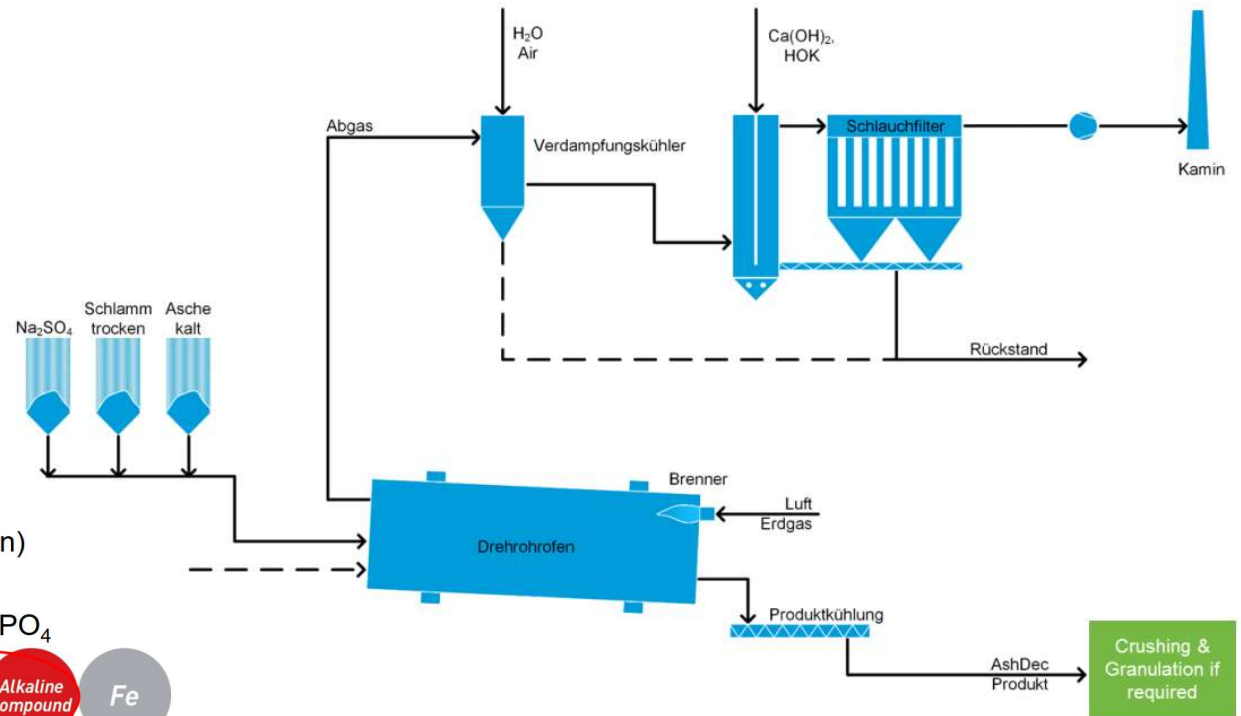 H₂O
Air
Ca(OH)₂,
HOK
Abgas
Verdampfungskühler
Schlauchfilter
Kamin
Schlamm
trocken
Asche
kalt
Na₂SO₄
Rückstand
Brenner
Luft
Erdgas
Drehrohrofen
n)
PO₄
Produktkühlung
AshDec
Produkt
Crushing &
Granulation if
required
Alkaline
ompound
Fe